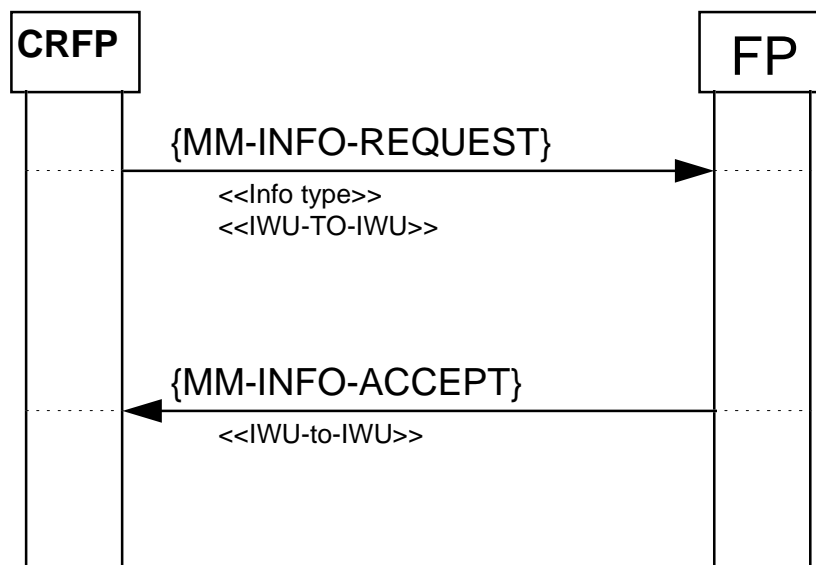 CRFP
FP
{MM-INFO-REQUEST}
<<Info type>>
<<IWU-TO-IWU>>
{MM-INFO-ACCEPT}
<<IWU-to-IWU>>